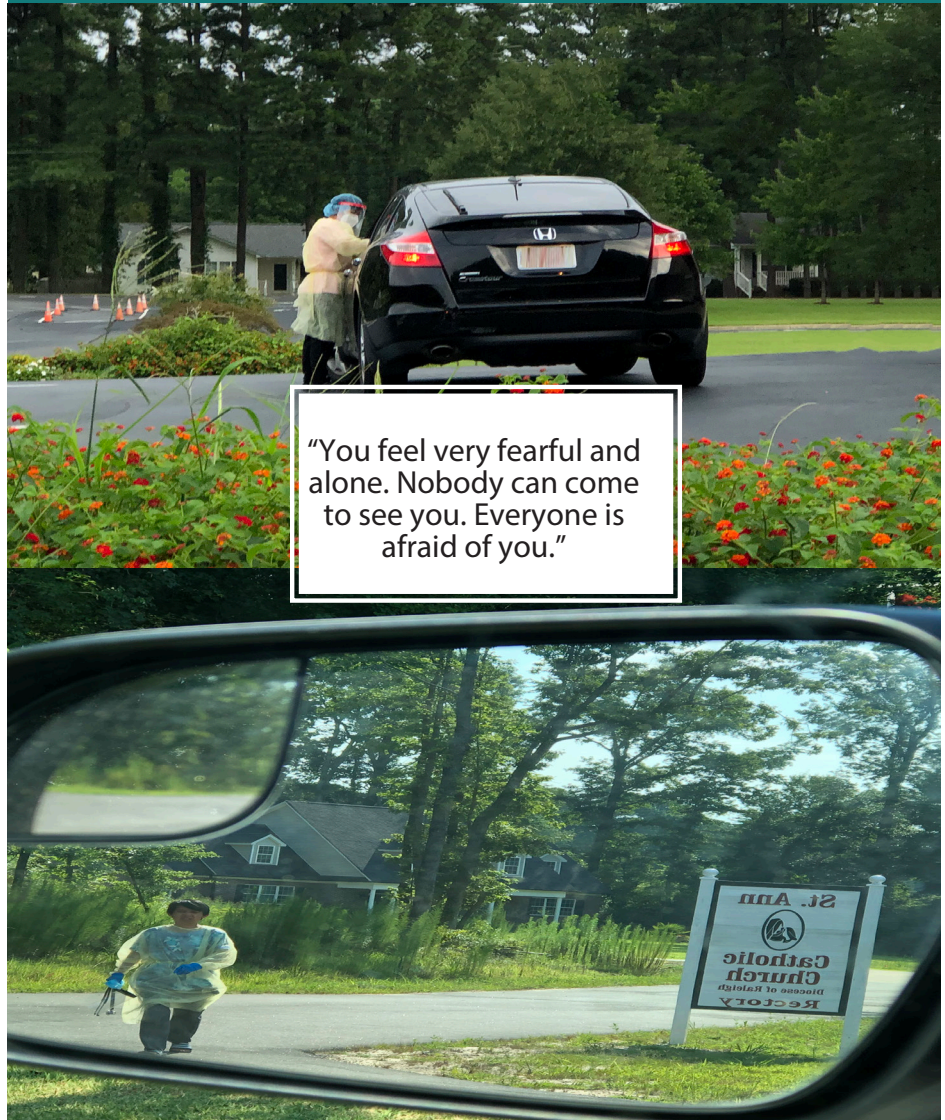 “You feel very fearful and
alone. Nobody can come
to see you. Everyone is
afraid of you.”
St. Ann
Catholic
Church
Diocese of Raleigh
Rectory